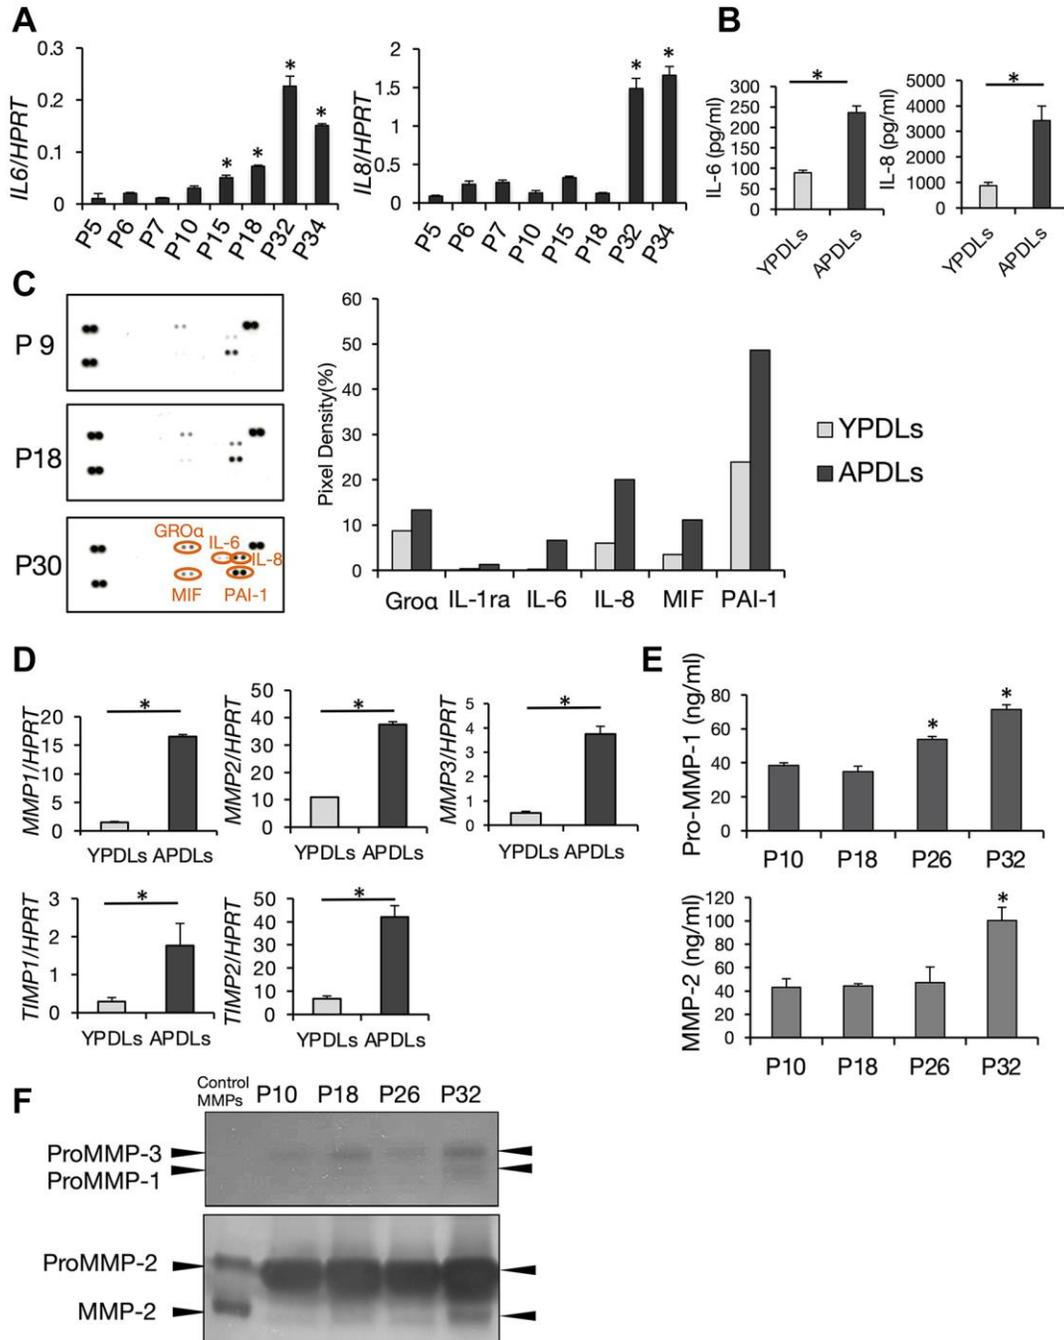 A
IL6/HPRT
0.3
0.2
0.1
0
*
*
*
*
P5
P6
P7
P10
P15
P18
P32
P34
IL8/HPRT
2
1.5
1
0.5
0
*
*
P5
P6
P7
P10
P15
P18
P32
P34
B
IL-6 (pg/ml)
300
250
200
150
100
50
0
*
YPDLs
APDLs
IL-8 (pg/ml)
5000
4000
3000
2000
1000
0
*
YPDLs
APDLs
C
P 9
P18
P30
GROα
IL-6
IL-8
MIF
PAI-1
Pixel Density(%)
60
50
40
30
20
10
0
Groα IL-1ra IL-6 IL-8 MIF PAI-1
YPDLs
APDLs
D
MMP1/HPRT
20
15
10
5
0
*
YPDLs APDLs
MMP2/HPRT
50
40
30
20
10
0
*
YPDLs APDLs
MMP3/HPRT
5
4
3
2
1
0
*
YPDLs APDLs
TIMP1/HPRT
3
2
1
0
*
YPDLs APDLs
TIMP2/HPRT
50
40
30
20
10
0
*
YPDLs APDLs
E
Pro-MMP-1 (ng/ml)
80
60
40
20
0
*
*
P10 P18 P26 P32
MMP-2 (ng/ml)
120
100
80
60
40
20
0
*
P10 P18 P26 P32
F
Control
MMPs
P10 P18 P26 P32
ProMMP-3
ProMMP-1
ProMMP-2
MMP-2